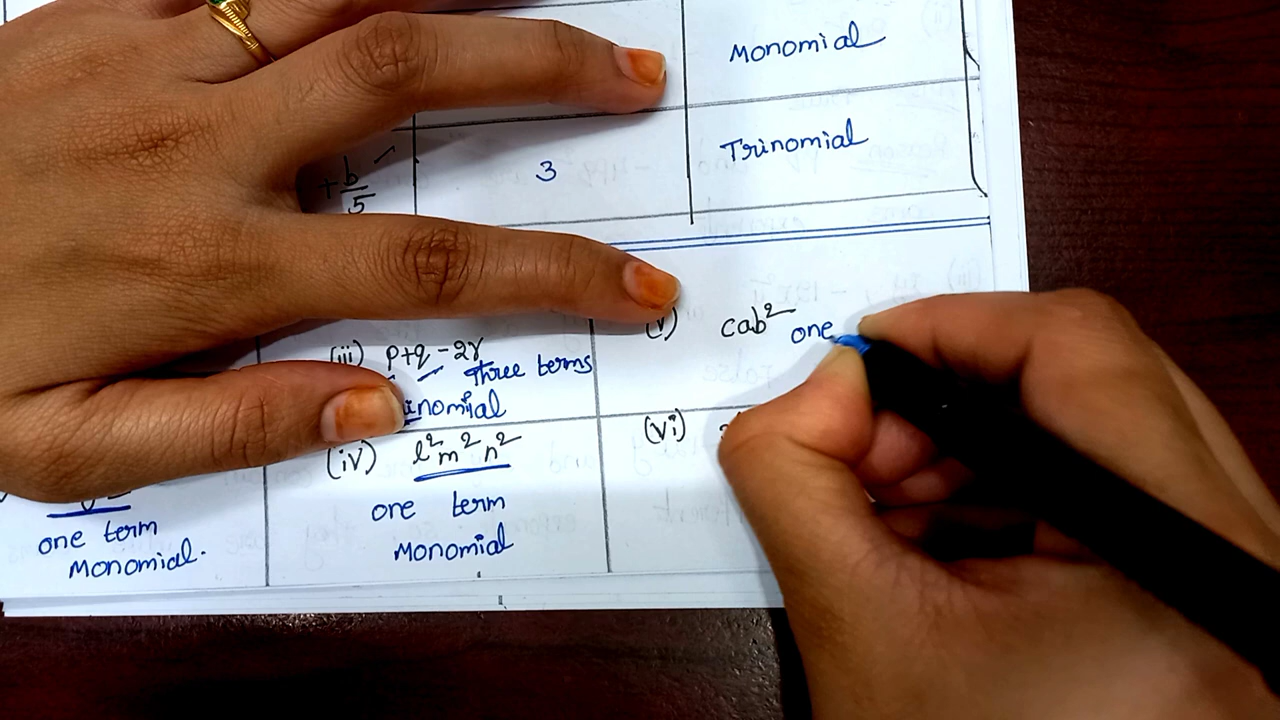 Monomial
+ b/5
3
Trinomial
(iii) p+q-2r
Three terms
inomial
(iv) l²m²n²
one term
Monomial
one term
Monomial.
(v) cab² one
(vi)